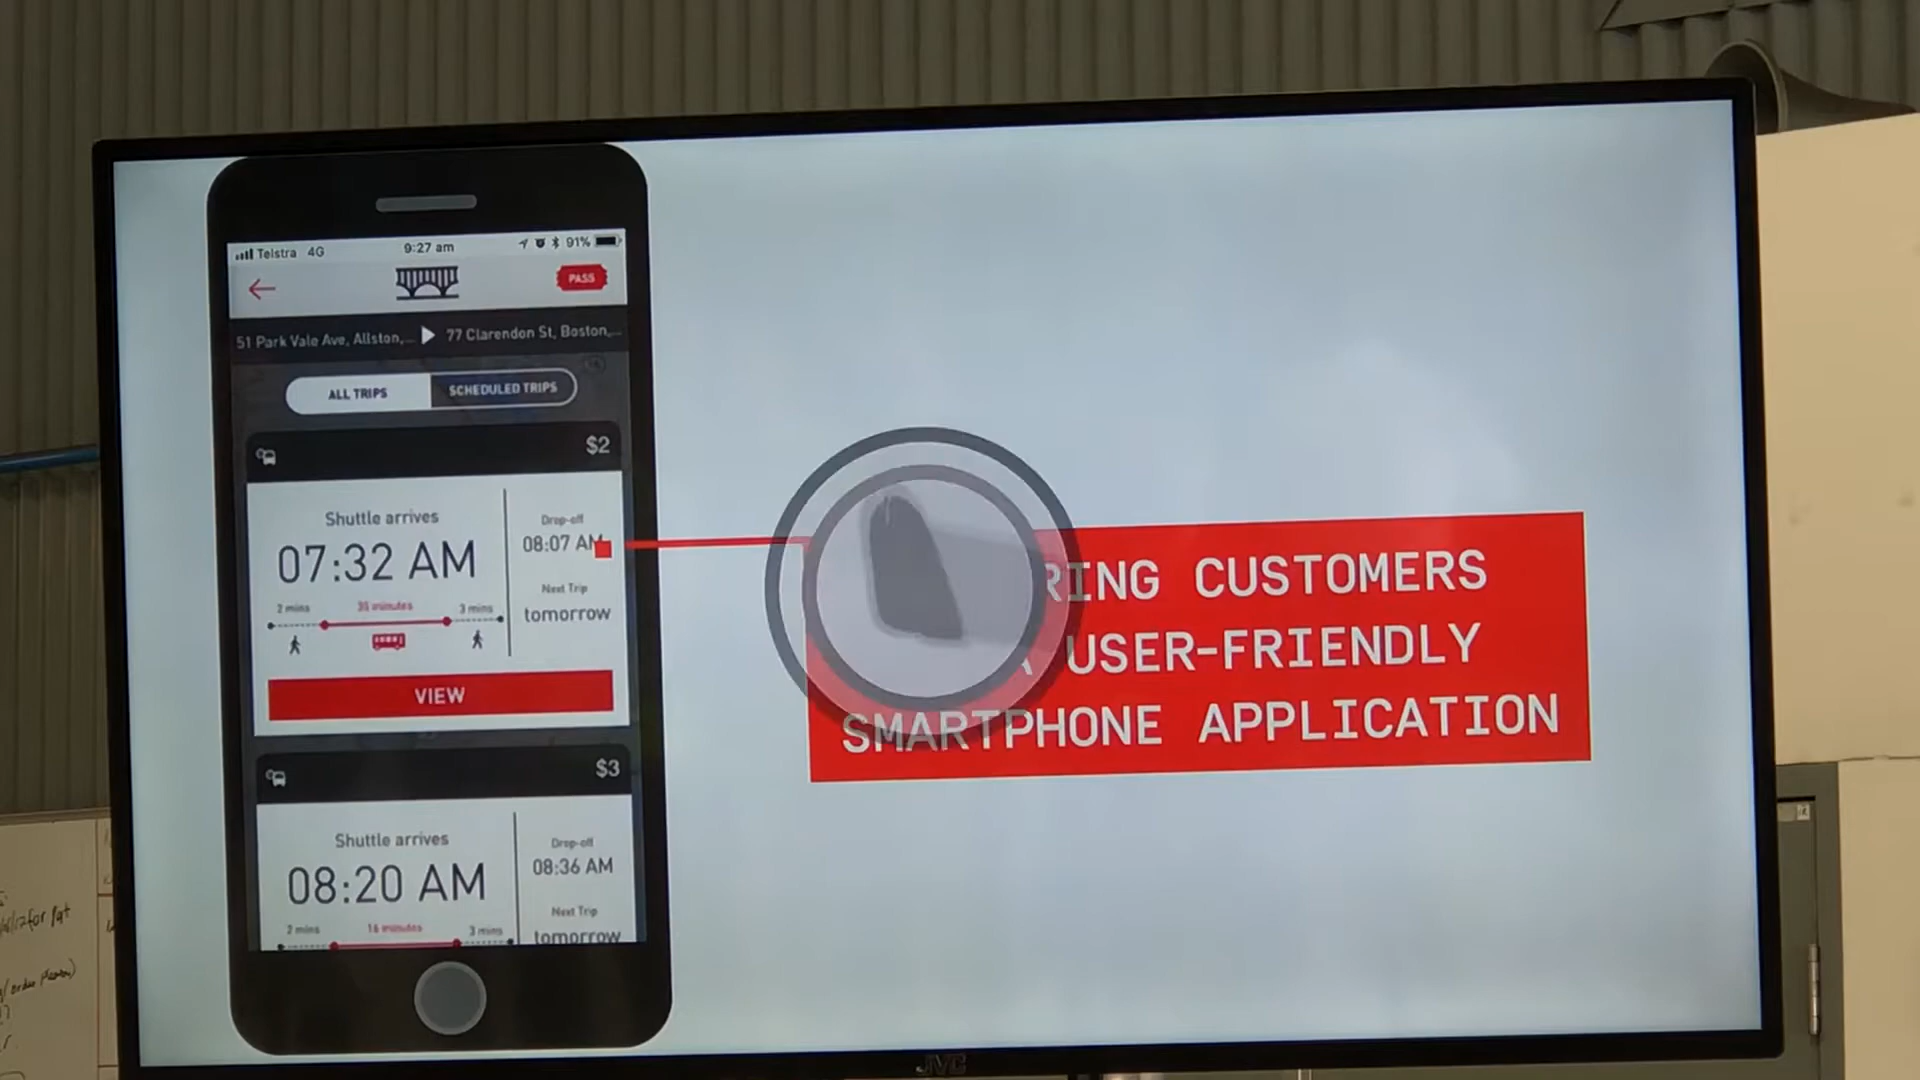 Telstra 4G
9:27 am
91%
PASS
51 Park Vale Ave, Allston,...
77 Clarendon St, Boston,...
ALL TRIPS
SCHEDULED TRIPS
$2
Shuttle arrives
07:32 AM
Drop-off
08:07 AM
Next Trip
tomorrow
2 mins
35 minutes
3 mins
VIEW
$3
Shuttle arrives
08:20 AM
Drop-off
08:36 AM
Next Trip
tomorrow
2 mins
16 minutes
3 mins
RING CUSTOMERS
USER-FRIENDLY
SMARTPHONE APPLICATION
JVC